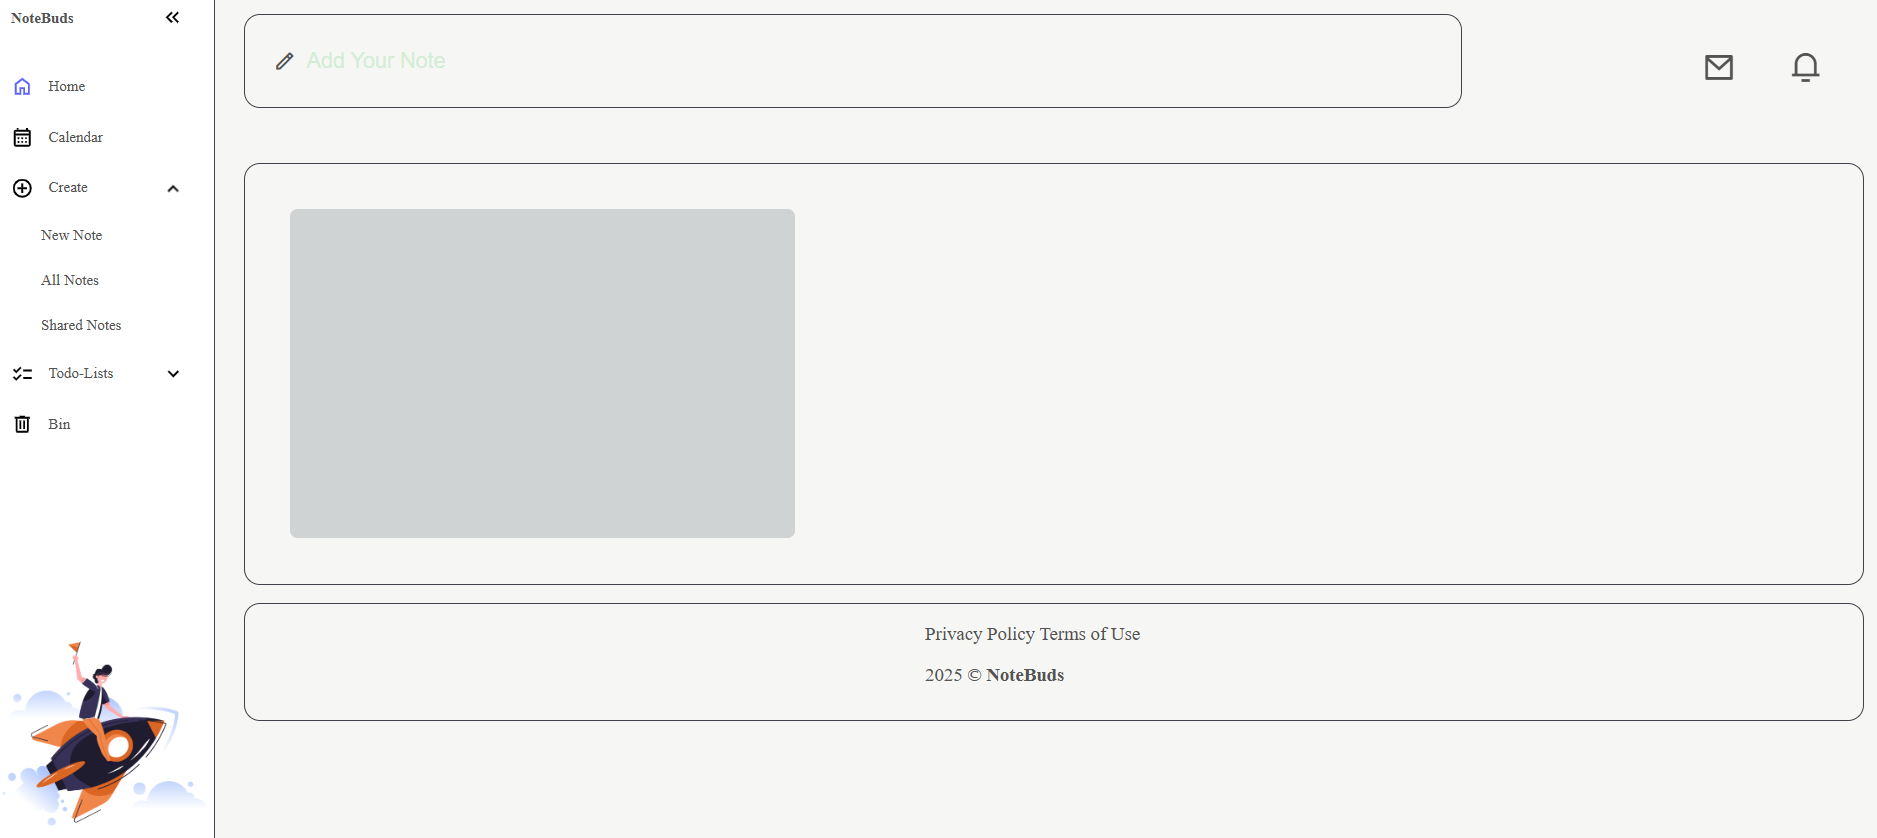 NoteBuds
Home
Calendar
Create
New Note
All Notes
Shared Notes
Todo-Lists
Bin
Add Your Note
Privacy Policy Terms of Use
2025 © NoteBuds